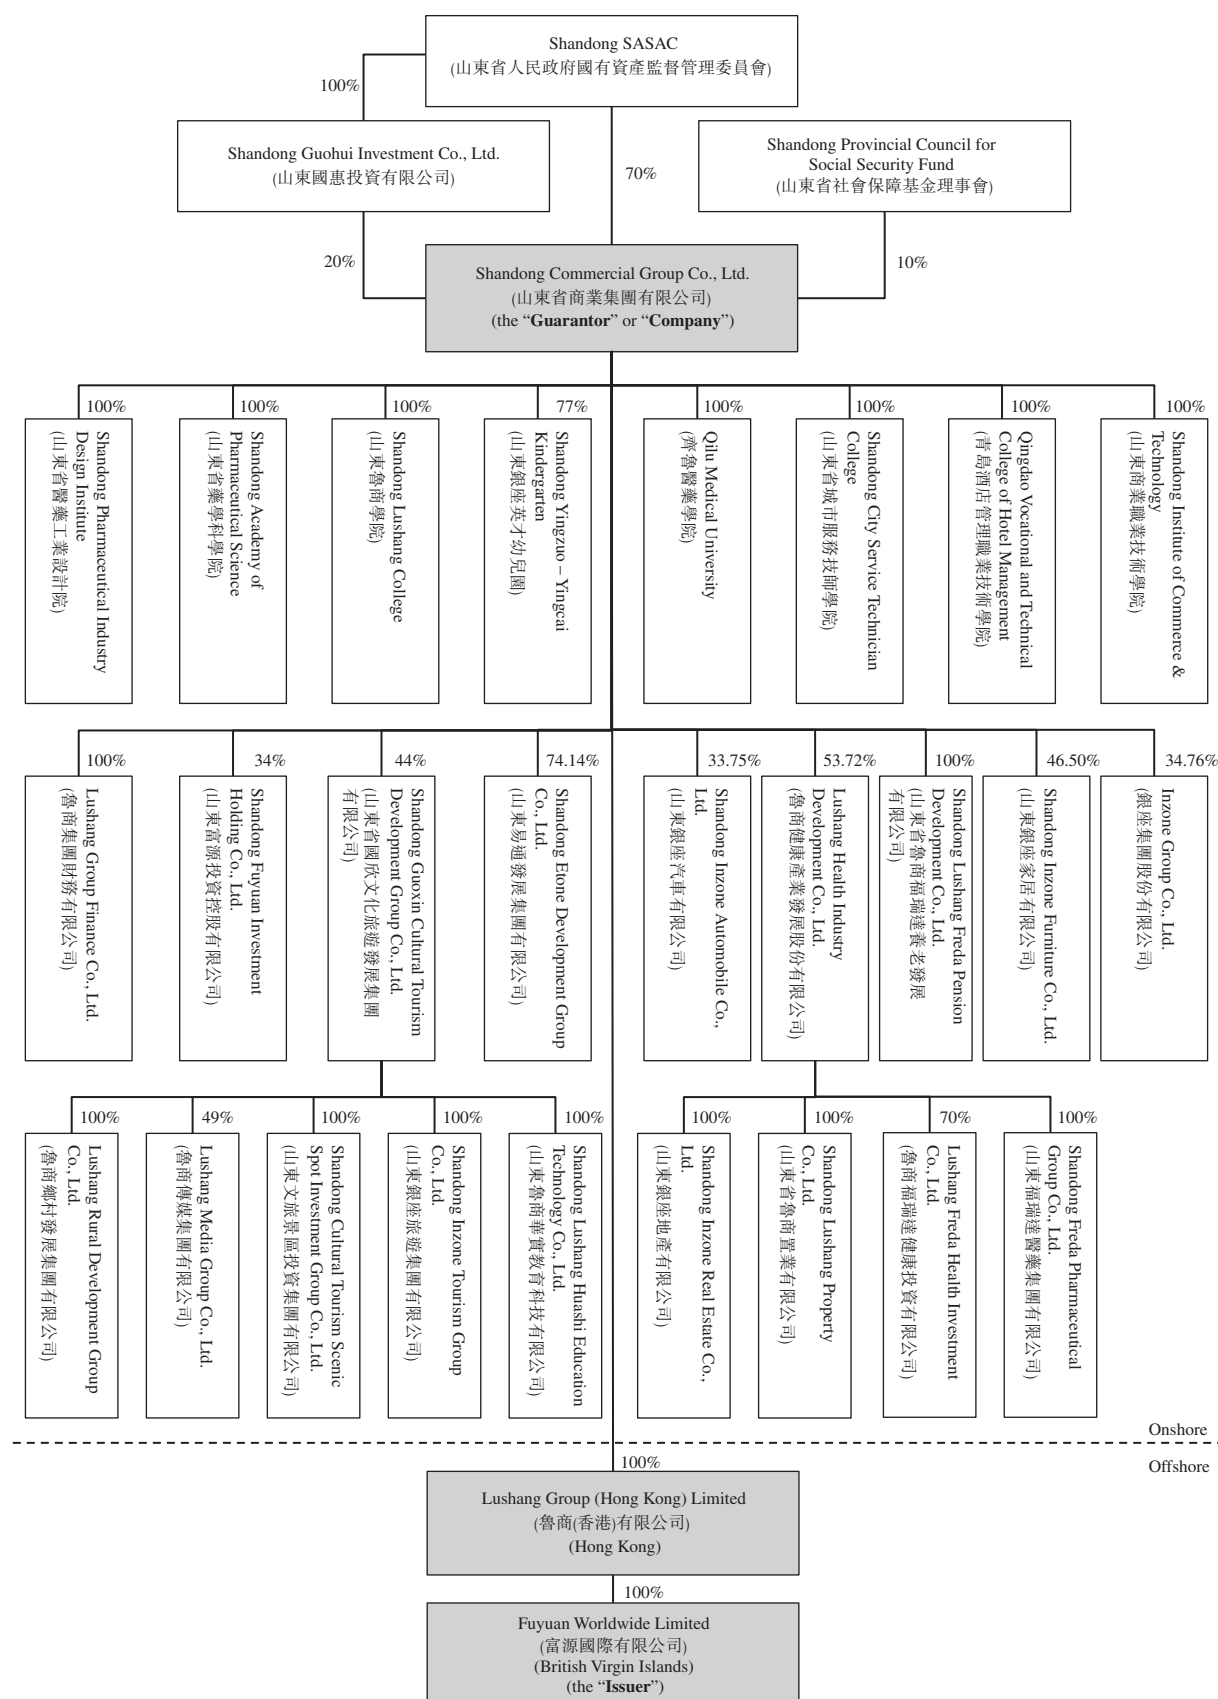 Shandong SASAC
(山東省人民政府國有資產監督管理委員會)
100%
Shandong Guohui Investment Co., Ltd.
(山東國惠投資有限公司)
70%
Shandong Provincial Council for
Social Security Fund
(山東省社會保障基金理事會)
20%
10%
Shandong Commercial Group Co., Ltd.
(山東省商業集團有限公司)
(the “Guarantor” or “Company”)
100%
Shandong Pharmaceutical Industry
Design Institute
(山東省醫藥工業設計院)
100%
Shandong Academy of
Pharmaceutical Science
(山東省藥學科學院)
100%
Shandong Lushang College
(山東魯商學院)
77%
Shandong Yingzuo – Yingcai
Kindergarten
(山東銀座英才幼兒園)
100%
Qilu Medical University
(齊魯醫藥學院)
100%
Shandong City Service Technician
College
(山東省城市服務技師學院)
100%
Qingdao Vocational and Technical
College of Hotel Management
(青島酒店管理職業技術學院)
100%
Shandong Institute of Commerce &
Technology
(山東商業職業技術學院)
100%
Lushang Group Finance Co., Ltd.
(魯商集團財務有限公司)
34%
Shandong Fuyuan Investment
Holding Co., Ltd.
(山東富源投資控股有限公司)
44%
Shandong Guoxin Cultural Tourism
Development Group Co., Ltd.
(山東省國欣文化旅遊發展集團
有限公司)
74.14%
Shandong Etone Development Group
Co., Ltd.
(山東易通發展集團有限公司)
33.75%
Shandong Inzone Automobile Co.,
Ltd.
(山東銀座汽車有限公司)
53.72%
Lushang Health Industry
Development Co., Ltd.
(魯商健康產業發展股份有限公司)
100%
Shandong Lushang Freda Pension
Development Co., Ltd.
(山東省魯商福瑞達養老發展
有限公司)
46.50%
Shandong Inzone Furniture Co., Ltd.
(山東銀座家居有限公司)
34.76%
Inzone Group Co., Ltd.
(銀座集團股份有限公司)
100%
Lushang Rural Development Group
Co., Ltd.
(魯商鄉村發展集團有限公司)
49%
Lushang Media Group Co., Ltd.
(魯商傳媒集團有限公司)
100%
Shandong Cultural Tourism Scenic
Spot Investment Group Co., Ltd.
(山東文旅景區投資集團有限公司)
100%
Shandong Inzone Tourism Group
Co., Ltd.
(山東銀座旅遊集團有限公司)
100%
Shandong Lushang Huashi Education
Technology Co., Ltd.
(山東魯商華實教育科技有限公司)
100%
Shandong Inzone Real Estate Co.,
Ltd.
(山東銀座地產有限公司)
100%
Shandong Lushang Property
Co., Ltd.
(山東省魯商置業有限公司)
70%
Lushang Freda Health Investment
Co., Ltd.
(魯商福瑞達健康投資有限公司)
100%
Shandong Freda Pharmaceutical
Group Co., Ltd.
(山東福瑞達醫藥集團有限公司)
Onshore
Offshore
100%
Lushang Group (Hong Kong) Limited
(魯商(香港)有限公司)
(Hong Kong)
100%
Fuyuan Worldwide Limited
(富源國際有限公司)
(British Virgin Islands)
(the “Issuer”)